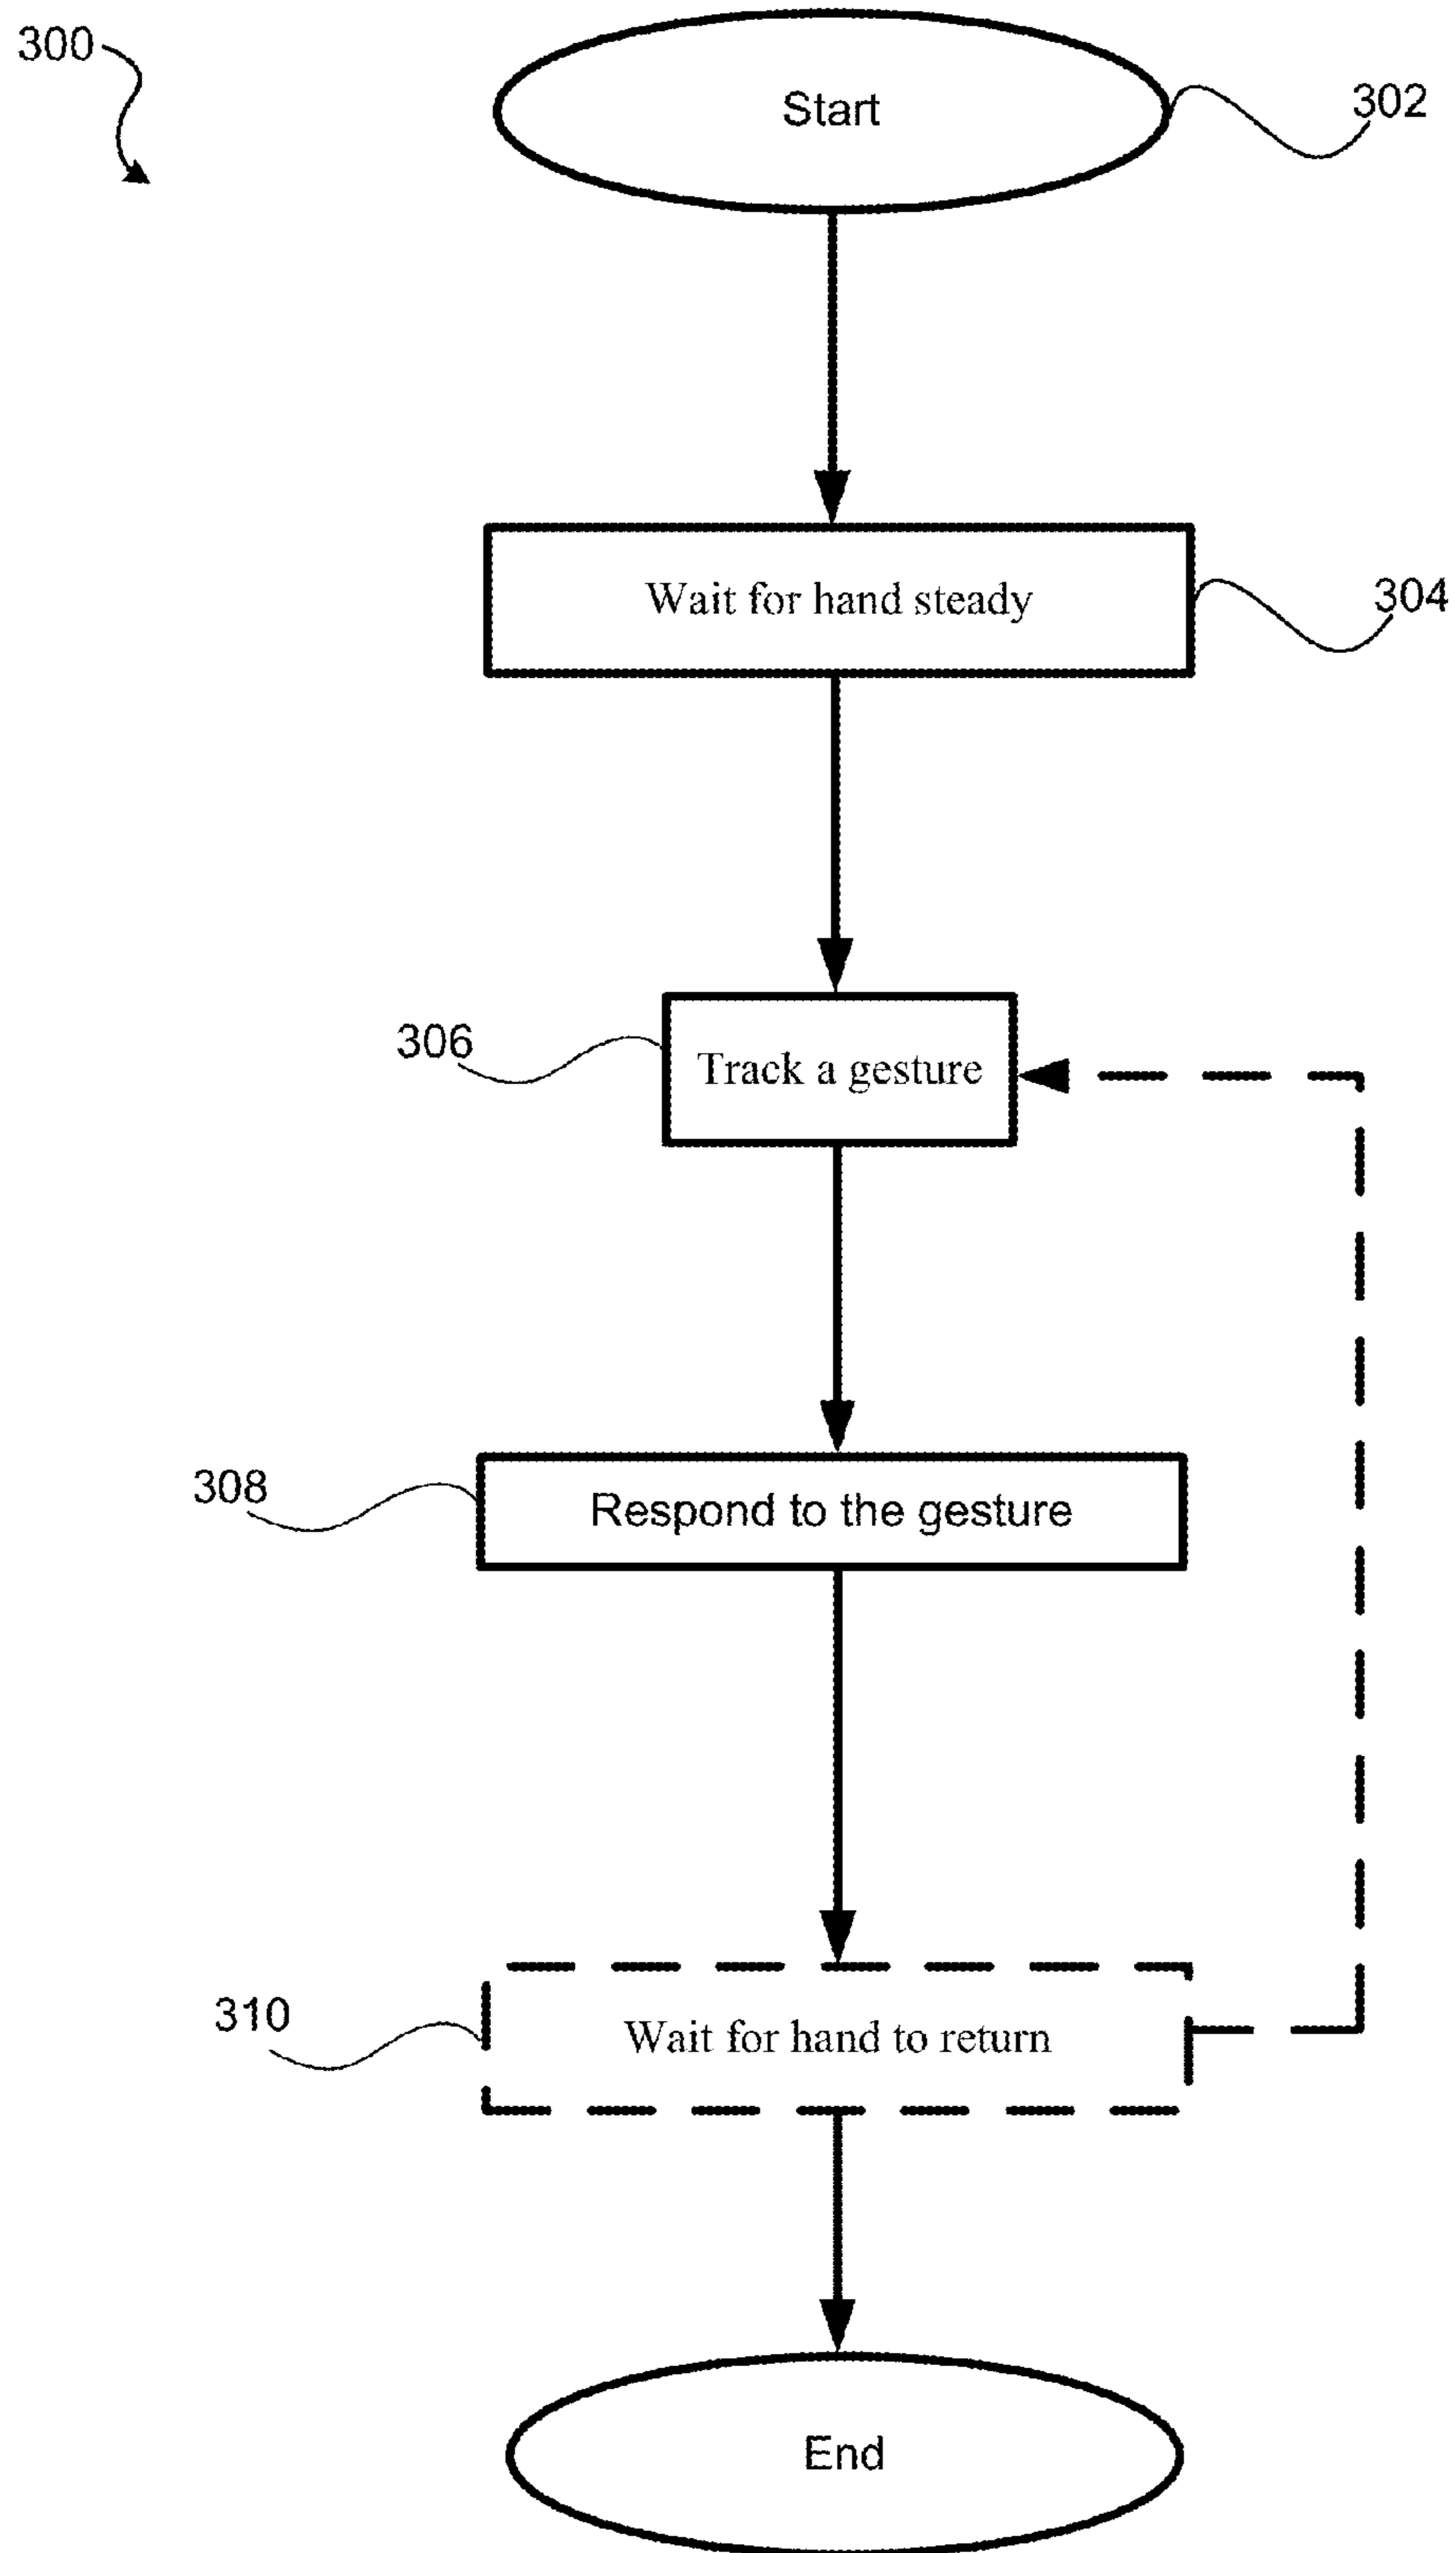 300
Start
302
Wait for hand steady
304
306
Track a gesture
308
Respond to the gesture
310
Wait for hand to return
End